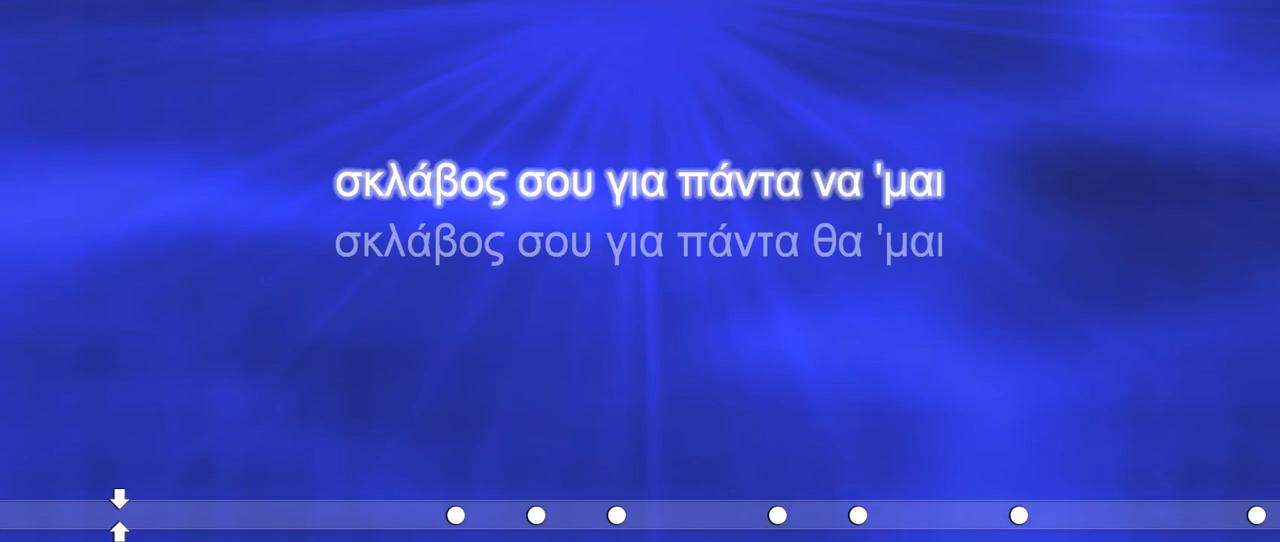 σκλάβος σου για πάντα να 'μαι
σκλάβος σου για πάντα θα 'μαι